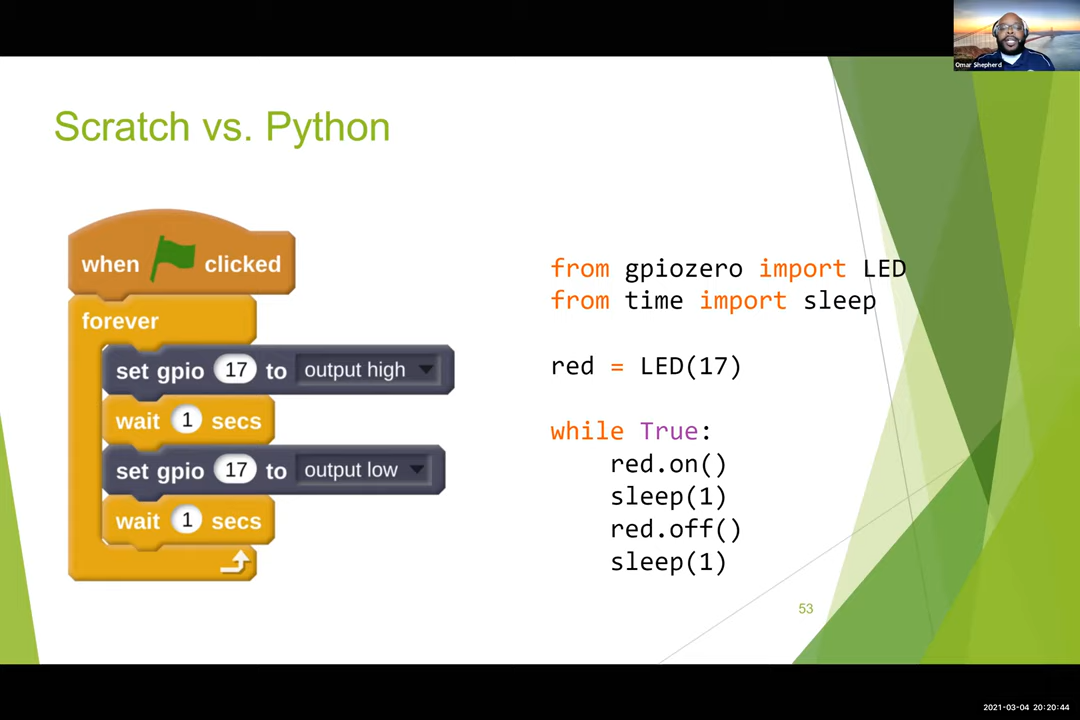 Omar Shepherd
Scratch vs. Python
when clicked
forever
set gpio 17 to output high
wait 1 secs
set gpio 17 to output low
wait 1 secs
from gpiozero import LED
from time import sleep
red = LED(17)
while True:
red.on()
sleep(1)
red.off()
sleep(1)
53
2021-03-04 20:20:44